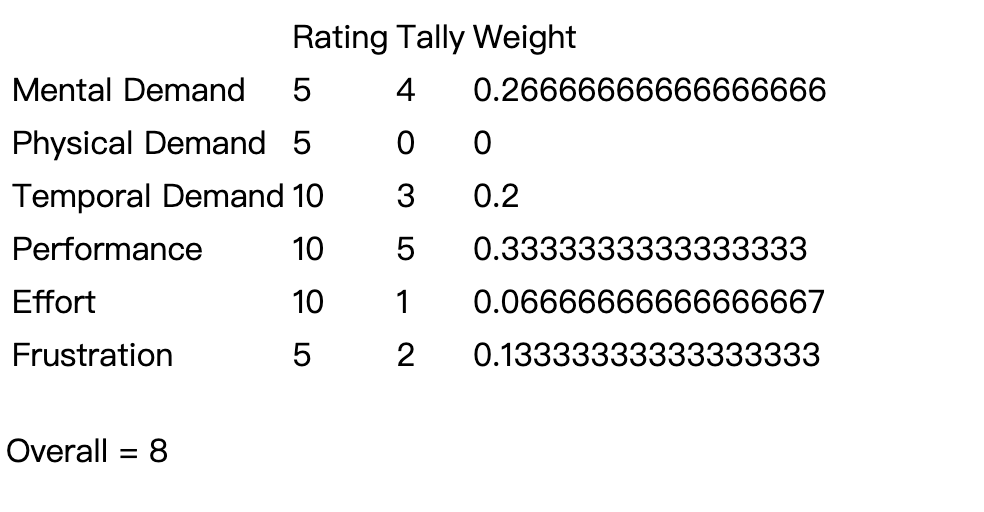 Rating Tally Weight
Mental Demand 5 4 0.26666666666666666
Physical Demand 5 0 0
Temporal Demand 10 3 0.2
Performance 10 5 0.3333333333333333
Effort 10 1 0.06666666666666667
Frustration 5 2 0.13333333333333333
Overall = 8